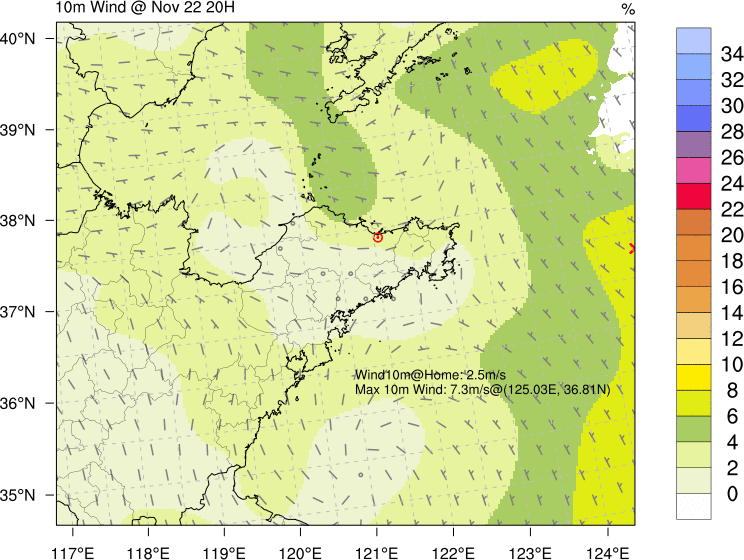 10m Wind @ Nov 22 20H
%
40°N
39°N
38°N
37°N
36°N
35°N
117°E 118°E 119°E 120°E 121°E 122°E 123°E 124°E
Wind10m@Home: 2.5m/s
Max 10m Wind: 7.3m/s@(125.03E, 36.81N)
34
32
30
28
26
24
22
20
18
16
14
12
10
8
6
4
2
0